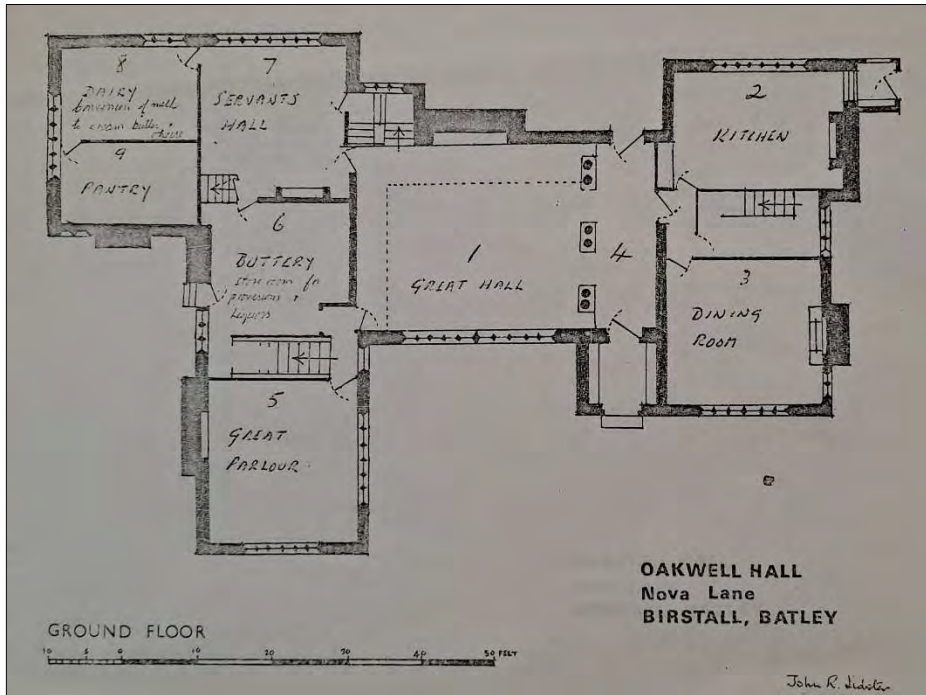 8
DAIRY
conversion of milk
to cream butter +
cheese
7
SERVANTS
HALL
2
KITCHEN
9
PANTRY
6
BUTTERY
store room for
provisions +
liquors
1
GREAT HALL
4
3
DINING
ROOM
5
GREAT
PARLOUR
OAKWELL HALL
Nova Lane
BIRSTALL, BATLEY
GROUND FLOOR
10 5 0 10 20 30 40 50 FEET
John R.